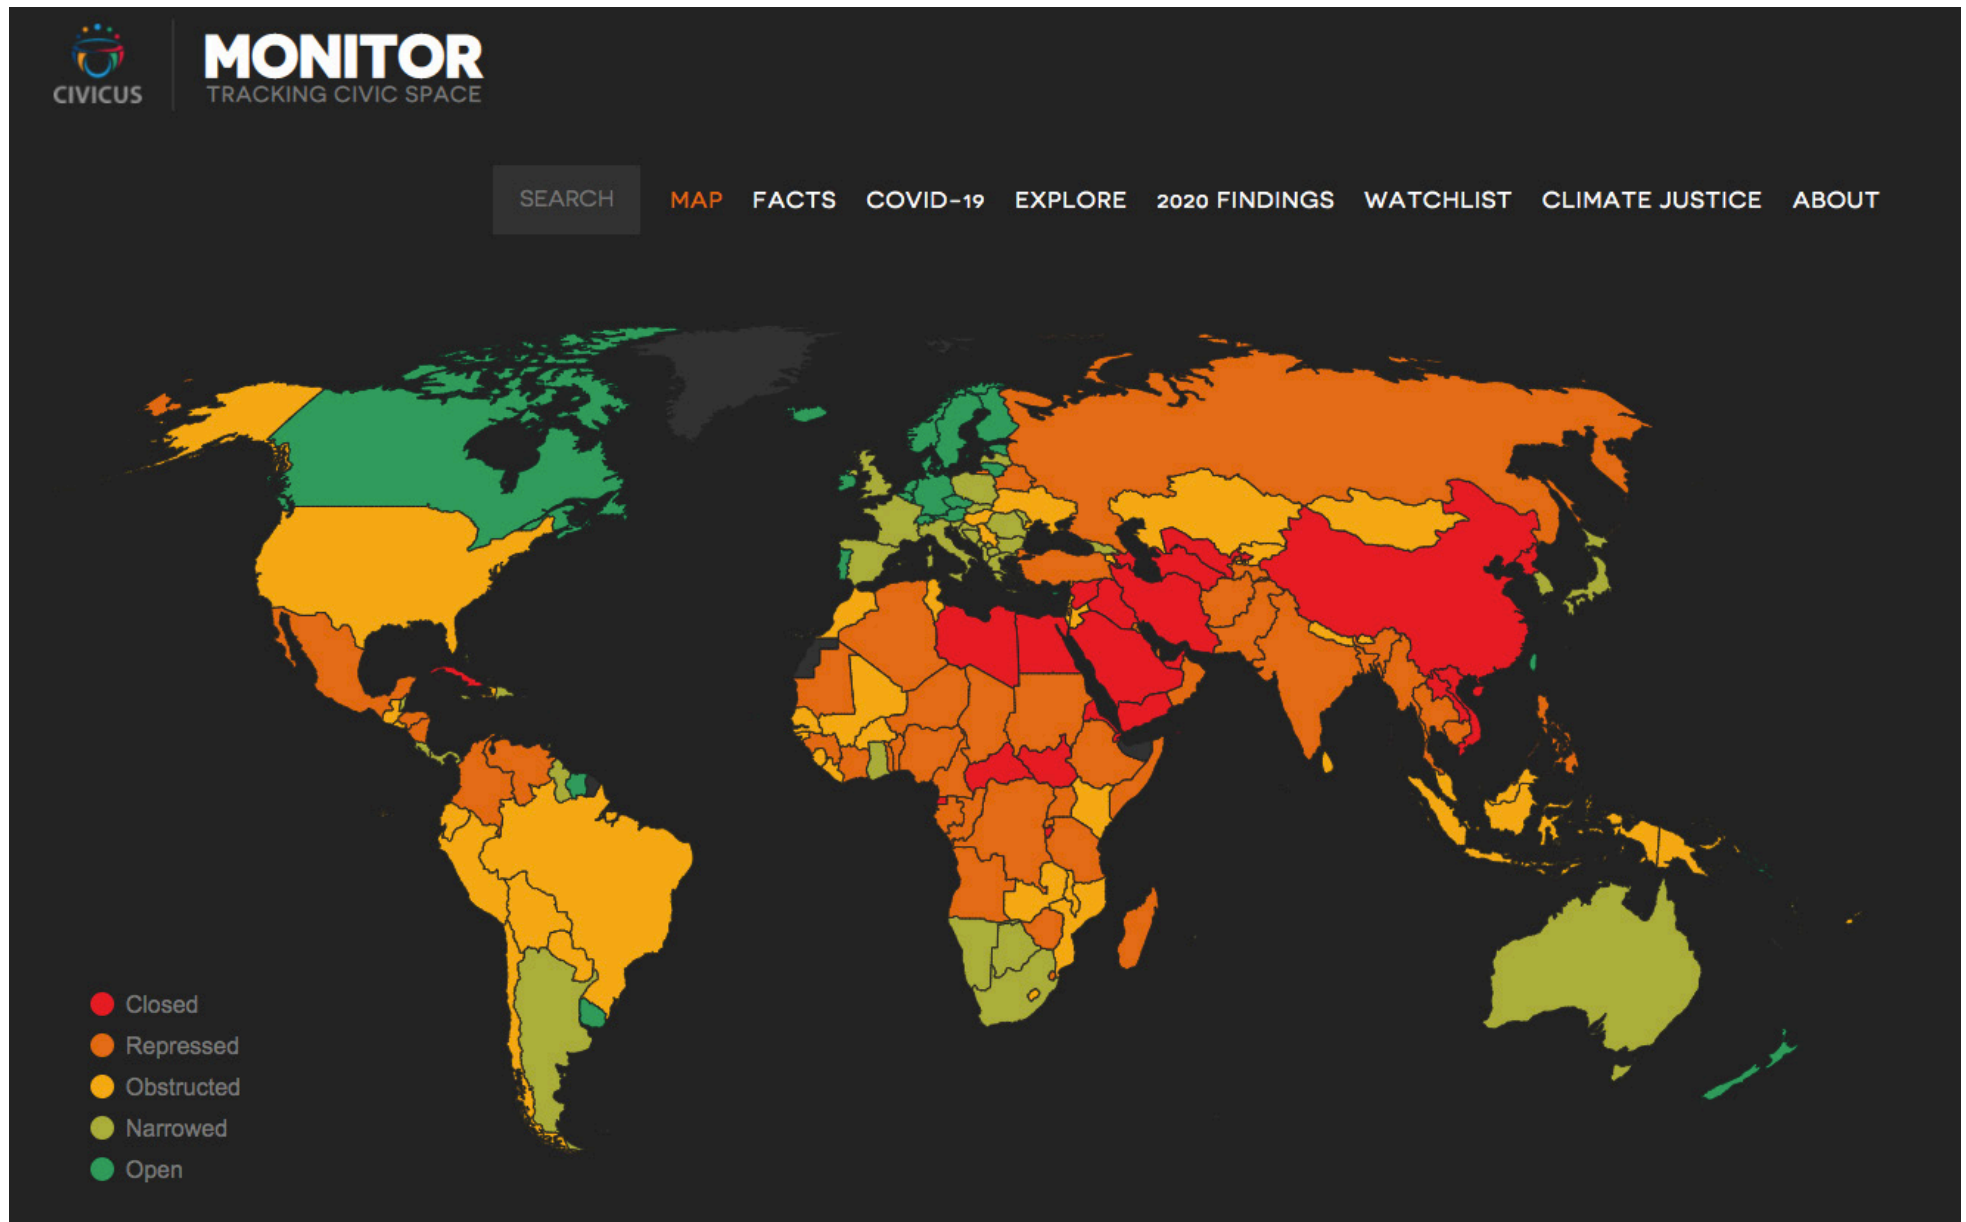 CIVICUS
MONITOR
TRACKING CIVIC SPACE
SEARCH MAP FACTS COVID-19 EXPLORE 2020 FINDINGS WATCHLIST CLIMATE JUSTICE ABOUT
Closed
Repressed
Obstructed
Narrowed
Open